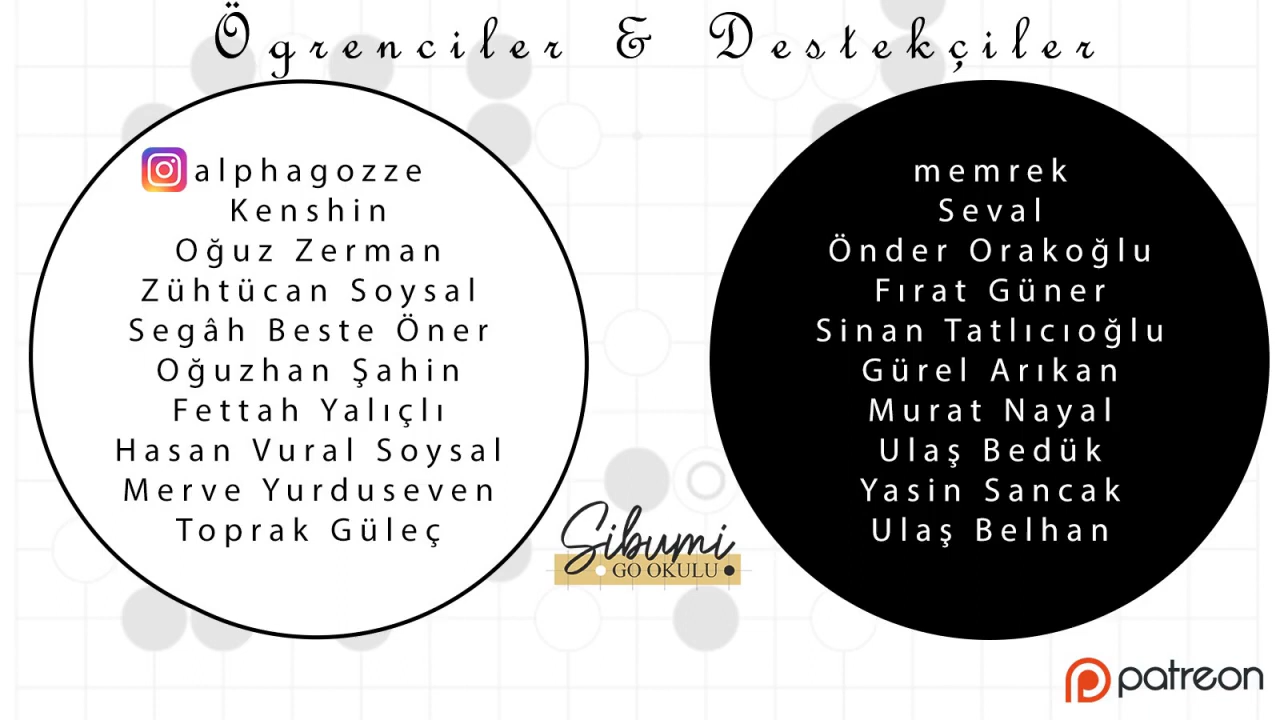 Ögrenciler & Destekçiler
alphagozze
Kenshin
Oğuz Zerman
Zühtücan Soysal
Segâh Beste Öner
Oğuzhan Şahin
Fettah Yalıçlı
Hasan Vural Soysal
Merve Yurduseven
Toprak Güleç
memrek
Seval
Önder Orakoğlu
Fırat Güner
Sinan Tatlıcıoğlu
Gürel Arıkan
Murat Nayal
Ulaş Bedük
Yasin Sancak
Ulaş Belhan
Sibumi
GO OKULU
patreon